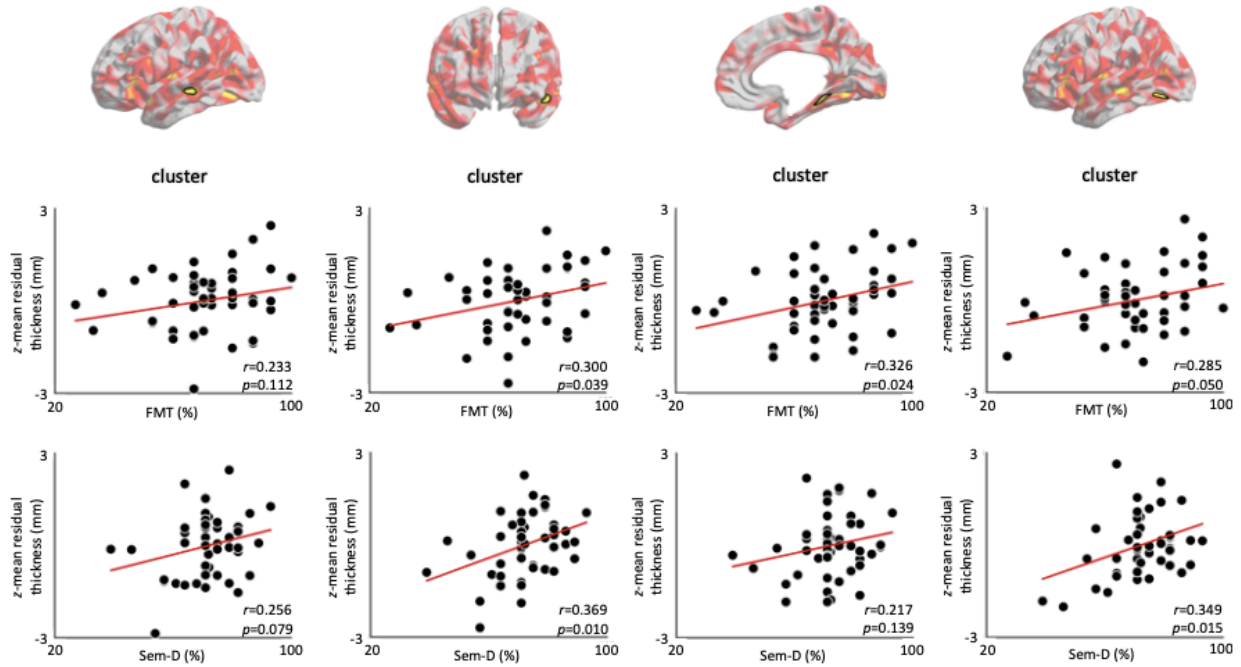 cluster cluster cluster cluster
3 3 3 3
z-mean residual z-mean residual z-mean residual z-mean residual
thickness (mm) thickness (mm) thickness (mm) thickness (mm)
r=0.233 r=0.300 r=0.326 r=0.285
p=0.112 p=0.039 p=0.024 p=0.050
-3 -3 -3 -3
20 100 20 100 20 100 20 100
FMT (%) FMT (%) FMT (%) FMT (%)
3 3 3 3
z-mean residual z-mean residual z-mean residual z-mean residual
thickness (mm) thickness (mm) thickness (mm) thickness (mm)
r=0.256 r=0.369 r=0.217 r=0.349
p=0.079 p=0.010 p=0.139 p=0.015
-3 -3 -3 -3
20 100 20 100 20 100 20 100
Sem-D (%) Sem-D (%) Sem-D (%) Sem-D (%)